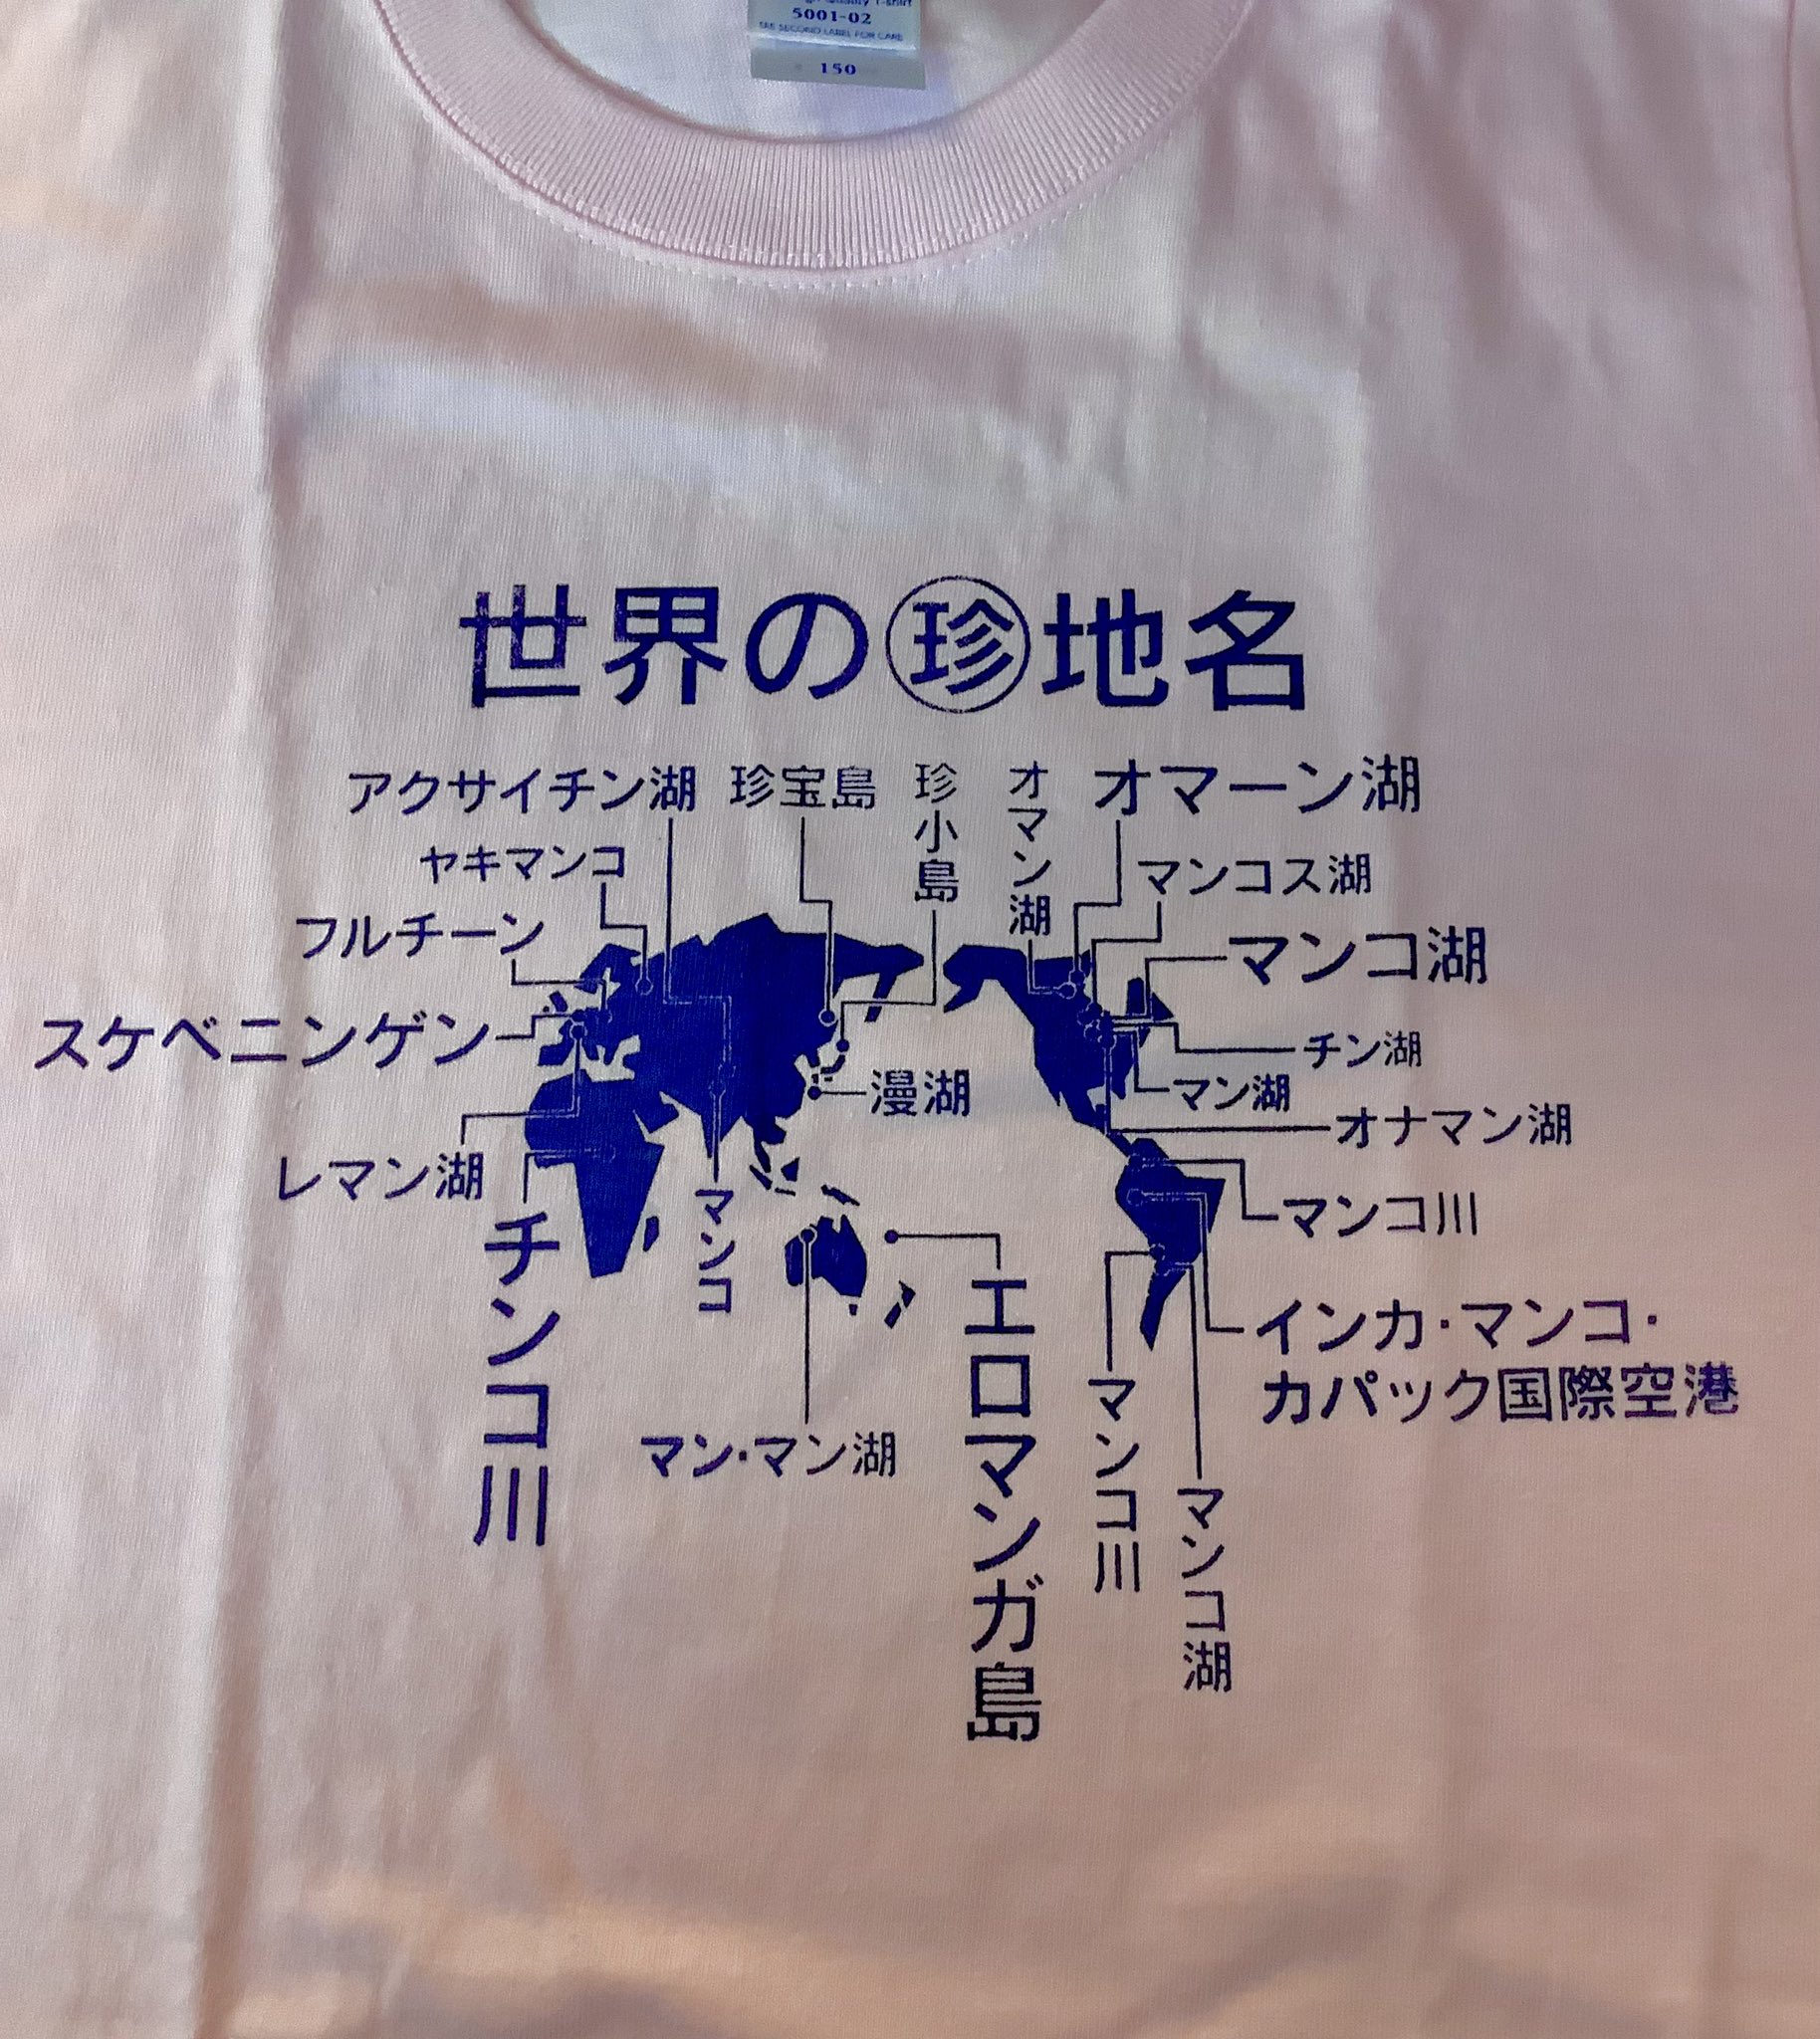 5001-02
SEE SECOND LABEL FOR CARE
150
世界の㊙地名
アクサイチン湖
珍宝島
珍小島
オマン湖
オマーン湖
ヤキマンコ
マンコス湖
フルチーン
マンコ湖
スケベニンゲン
チン湖
漫湖
マン湖
オナマン湖
レマン湖
マンコ川
チンコ川
マンコ
エロマンガ島
インカ・マンコ・
カパック国際空港
マン・マン湖
マンコ川
マンコ湖